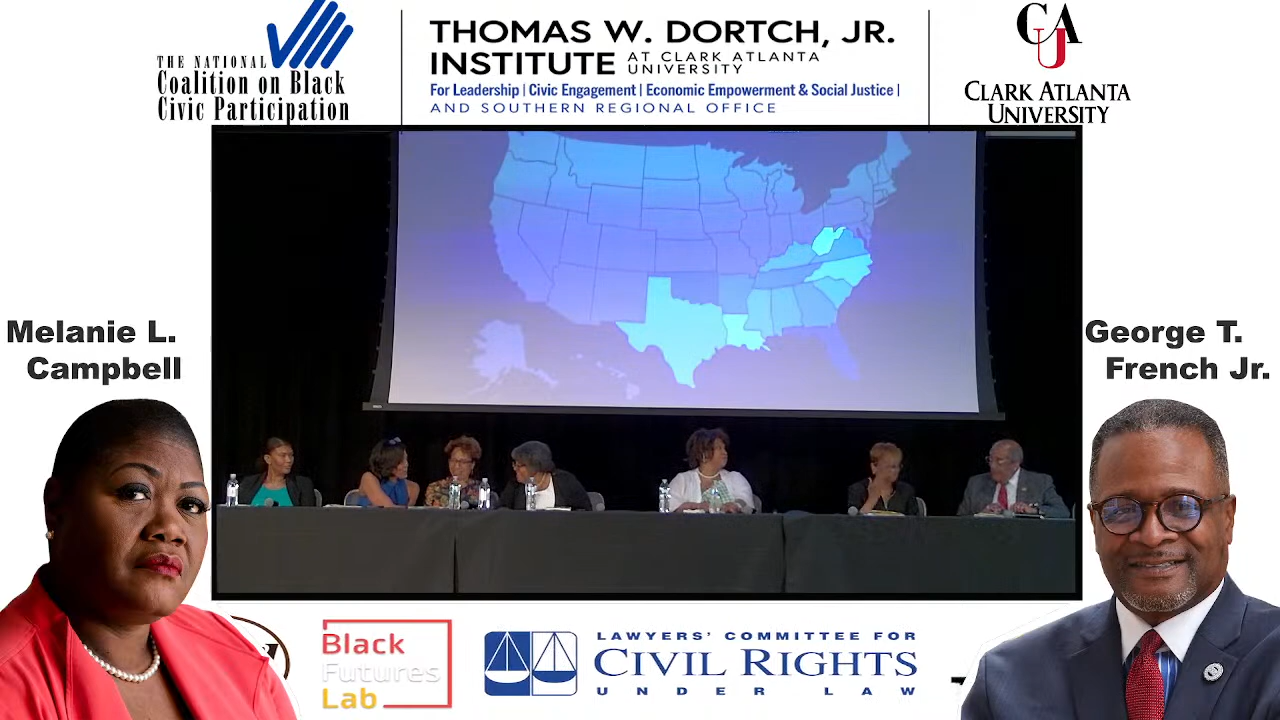 THE NATIONAL
Coalition on Black
Civic Participation
THOMAS W. DORTCH, JR.
INSTITUTE AT CLARK ATLANTA
UNIVERSITY
For Leadership | Civic Engagement | Economic Empowerment & Social Justice |
AND SOUTHERN REGIONAL OFFICE
CAU
CLARK ATLANTA
UNIVERSITY
Melanie L.
Campbell
George T.
French Jr.
Black
Futures
Lab
LAWYERS' COMMITTEE FOR
CIVIL RIGHTS
UNDER LAW